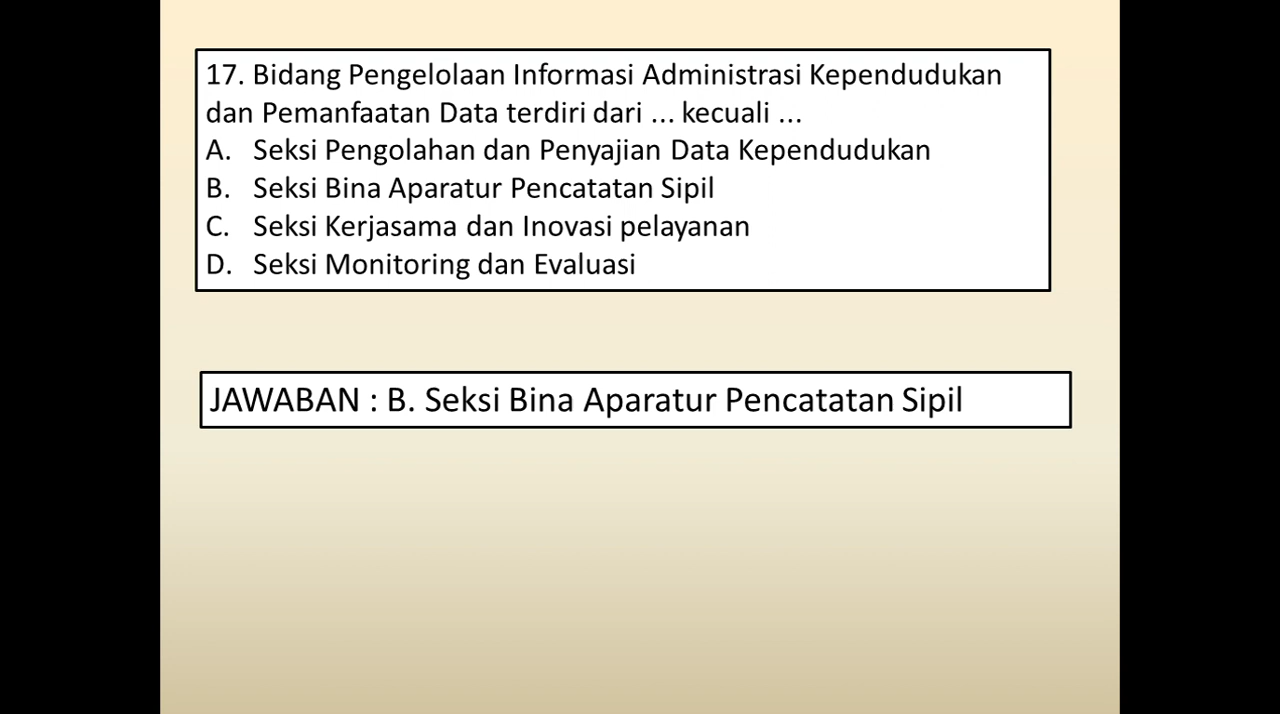 17. Bidang Pengelolaan Informasi Administrasi Kependudukan
dan Pemanfaatan Data terdiri dari ... kecuali ...
A. Seksi Pengolahan dan Penyajian Data Kependudukan
B. Seksi Bina Aparatur Pencatatan Sipil
C. Seksi Kerjasama dan Inovasi pelayanan
D. Seksi Monitoring dan Evaluasi
JAWABAN : B. Seksi Bina Aparatur Pencatatan Sipil